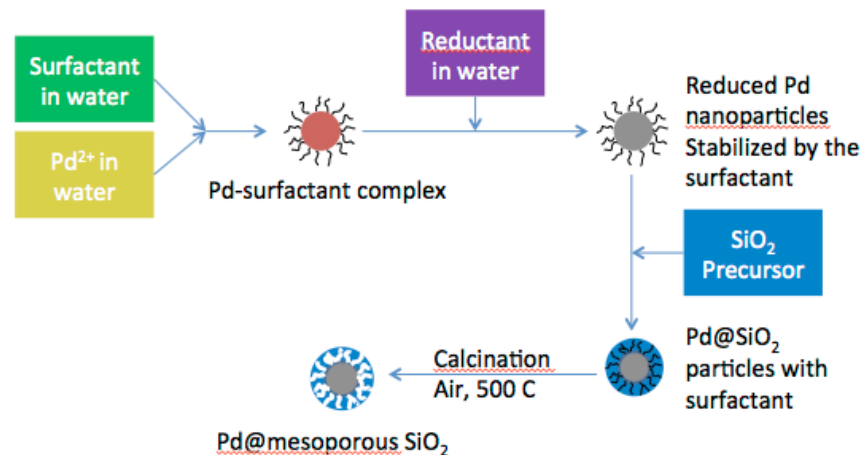 Surfactant
in water
Pd²⁺ in
water
Pd-surfactant complex
Reductant
in water
Reduced Pd
nanoparticles
Stabilized by the
surfactant
SiO₂
Precursor
Pd@SiO₂
particles with
surfactant
Calcination
Air, 500 C
Pd@mesoporous SiO₂